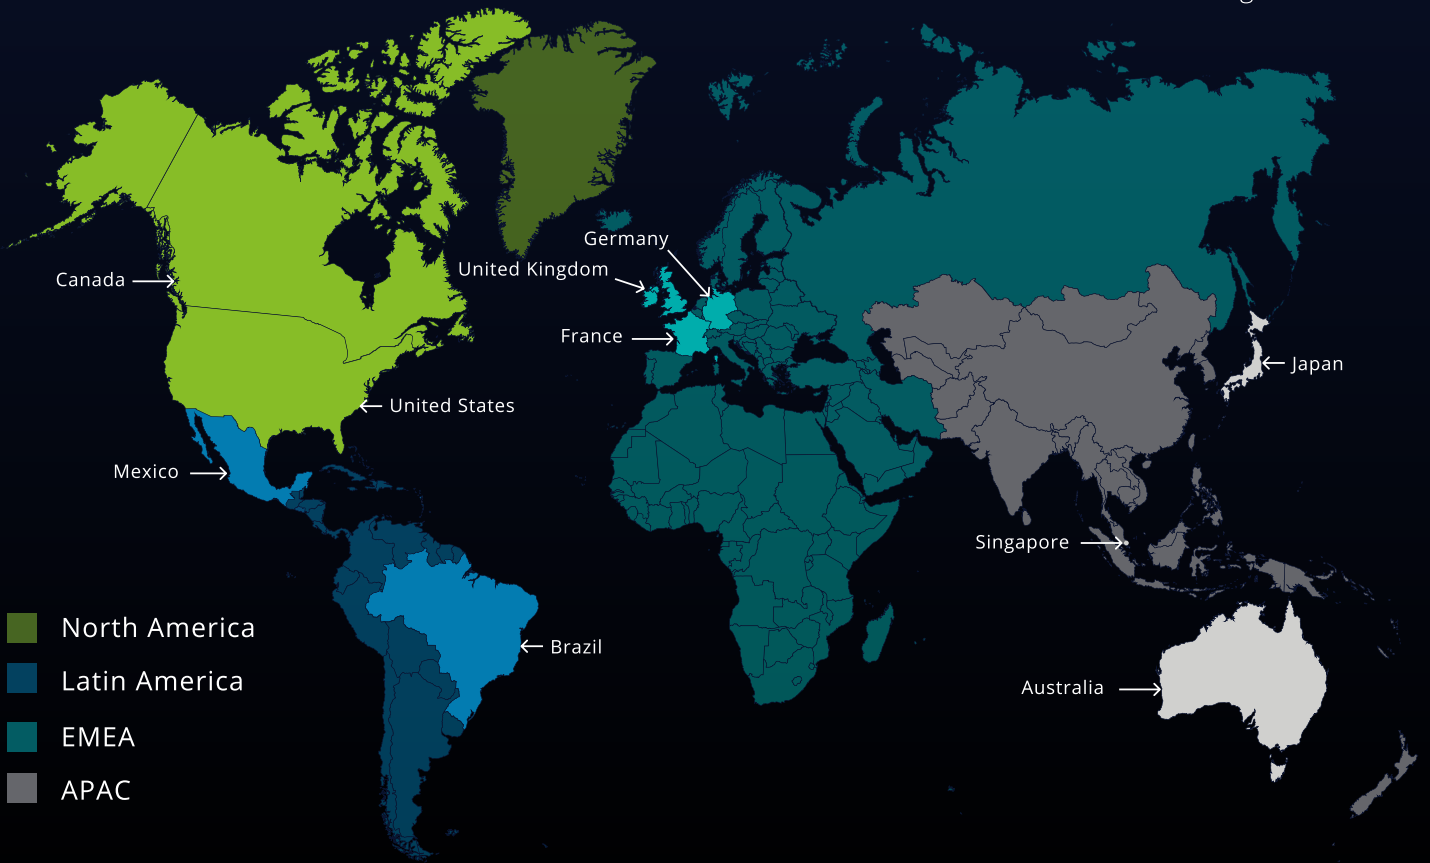 Germany
United Kingdom
Canada
France
Japan
United States
Mexico
Singapore
North America
Brazil
Latin America
Australia
EMEA
APAC